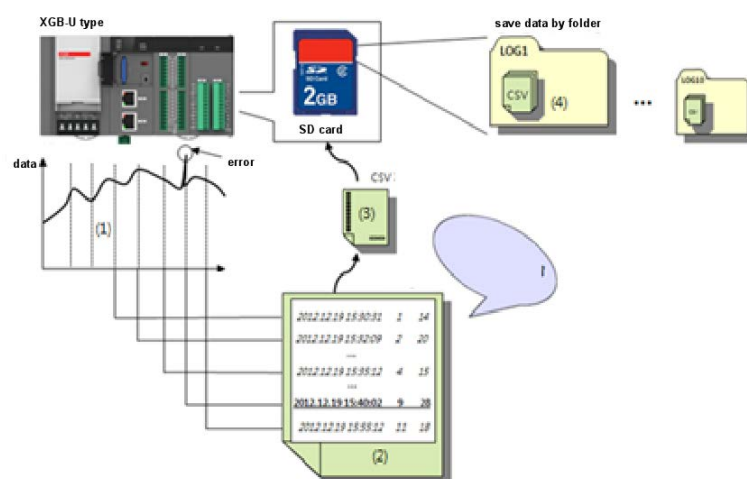 XGB-U type
save data by folder
SD Card
2GB
SD card
LOG1
CSV
(4)
...
LOG10
data
error
(1)
CSV
(3)
2012.12.19 15:30:31 1 14
2012.12.19 15:32:09 2 20
...
2012.12.19 15:35:12 4 15
...
2012.12.19 15:40:02 9 28
2012.12.19 15:55:12 11 18
(2)